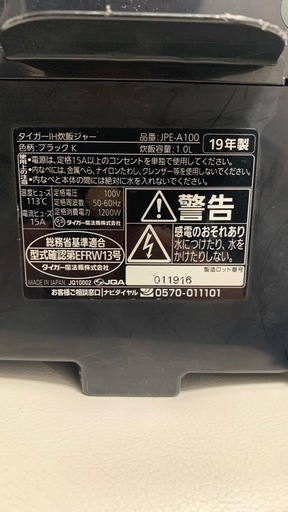 タイガーIH炊飯ジャー 品番:JPE-A100
色柄:ブラック K 炊飯容量:1.0L 19年製
使用上の注意
●電源は、定格15A以上のコンセントを単独で使用する。
●内なべには、金属へら、ナイロンたわし、クレンザー等を使用しないでください。
●内なべと本体の間には絶対に水を入れないでください。
温度ヒューズ 113℃
電流ヒューズ 15A
定格電圧: 100V
定格周波数: 50-60Hz
定格消費電力: 1200W
タイガー魔法瓶株式会社
警告
感電のおそれあり
水につけたり、水を
かけたりしない。
総務省基準適合
型式確認第EFRW13号
タイガー魔法瓶株式会社
製造ロット番号
011916
MADE IN JAPAN JQ1000Z JQA
お客様ご相談窓口 ナビダイヤル 0570-011101